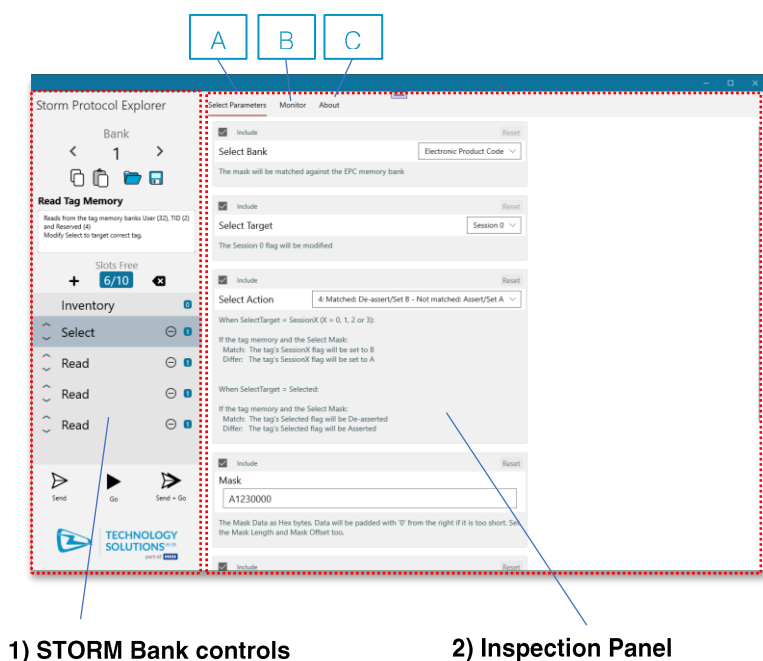 A B C
Storm Protocol Explorer
Bank
1
Read Tag Memory
Reads from the tag memory banks User (32), TID (2)
and Reserved (4)
Modify Select to target correct tag.
Slots Free
6/10
Inventory 0
Select 1
Read 1
Read 1
Read 1
Send Go Send + Go
TECHNOLOGY
SOLUTIONS
part of
Select Parameters Monitor About
Include Reset
Select Bank Electronic Product Code
The mask will be matched against the EPC memory bank
Include Reset
Select Target Session 0
The Session 0 flag will be modified
Include Reset
Select Action 4: Matched: De-assert/Set B - Not matched: Assert/Set A
When SelectTarget = SessionX (X = 0, 1, 2 or 3):
If the tag memory and the Select Mask:
Match: The tag's SessionX flag will be set to B
Differ: The tag's SessionX flag will be set to A
When SelectTarget = Selected:
If the tag memory and the Select Mask:
Match: The tag's Selected flag will be De-asserted
Differ: The tag's Selected flag will be Asserted
Include Reset
Mask
A1230000
The Mask Data as Hex bytes. Data will be padded with '0' from the right if it is too short. Set
the Mask Length and Mask Offset too.
Include Reset
1) STORM Bank controls
2) Inspection Panel